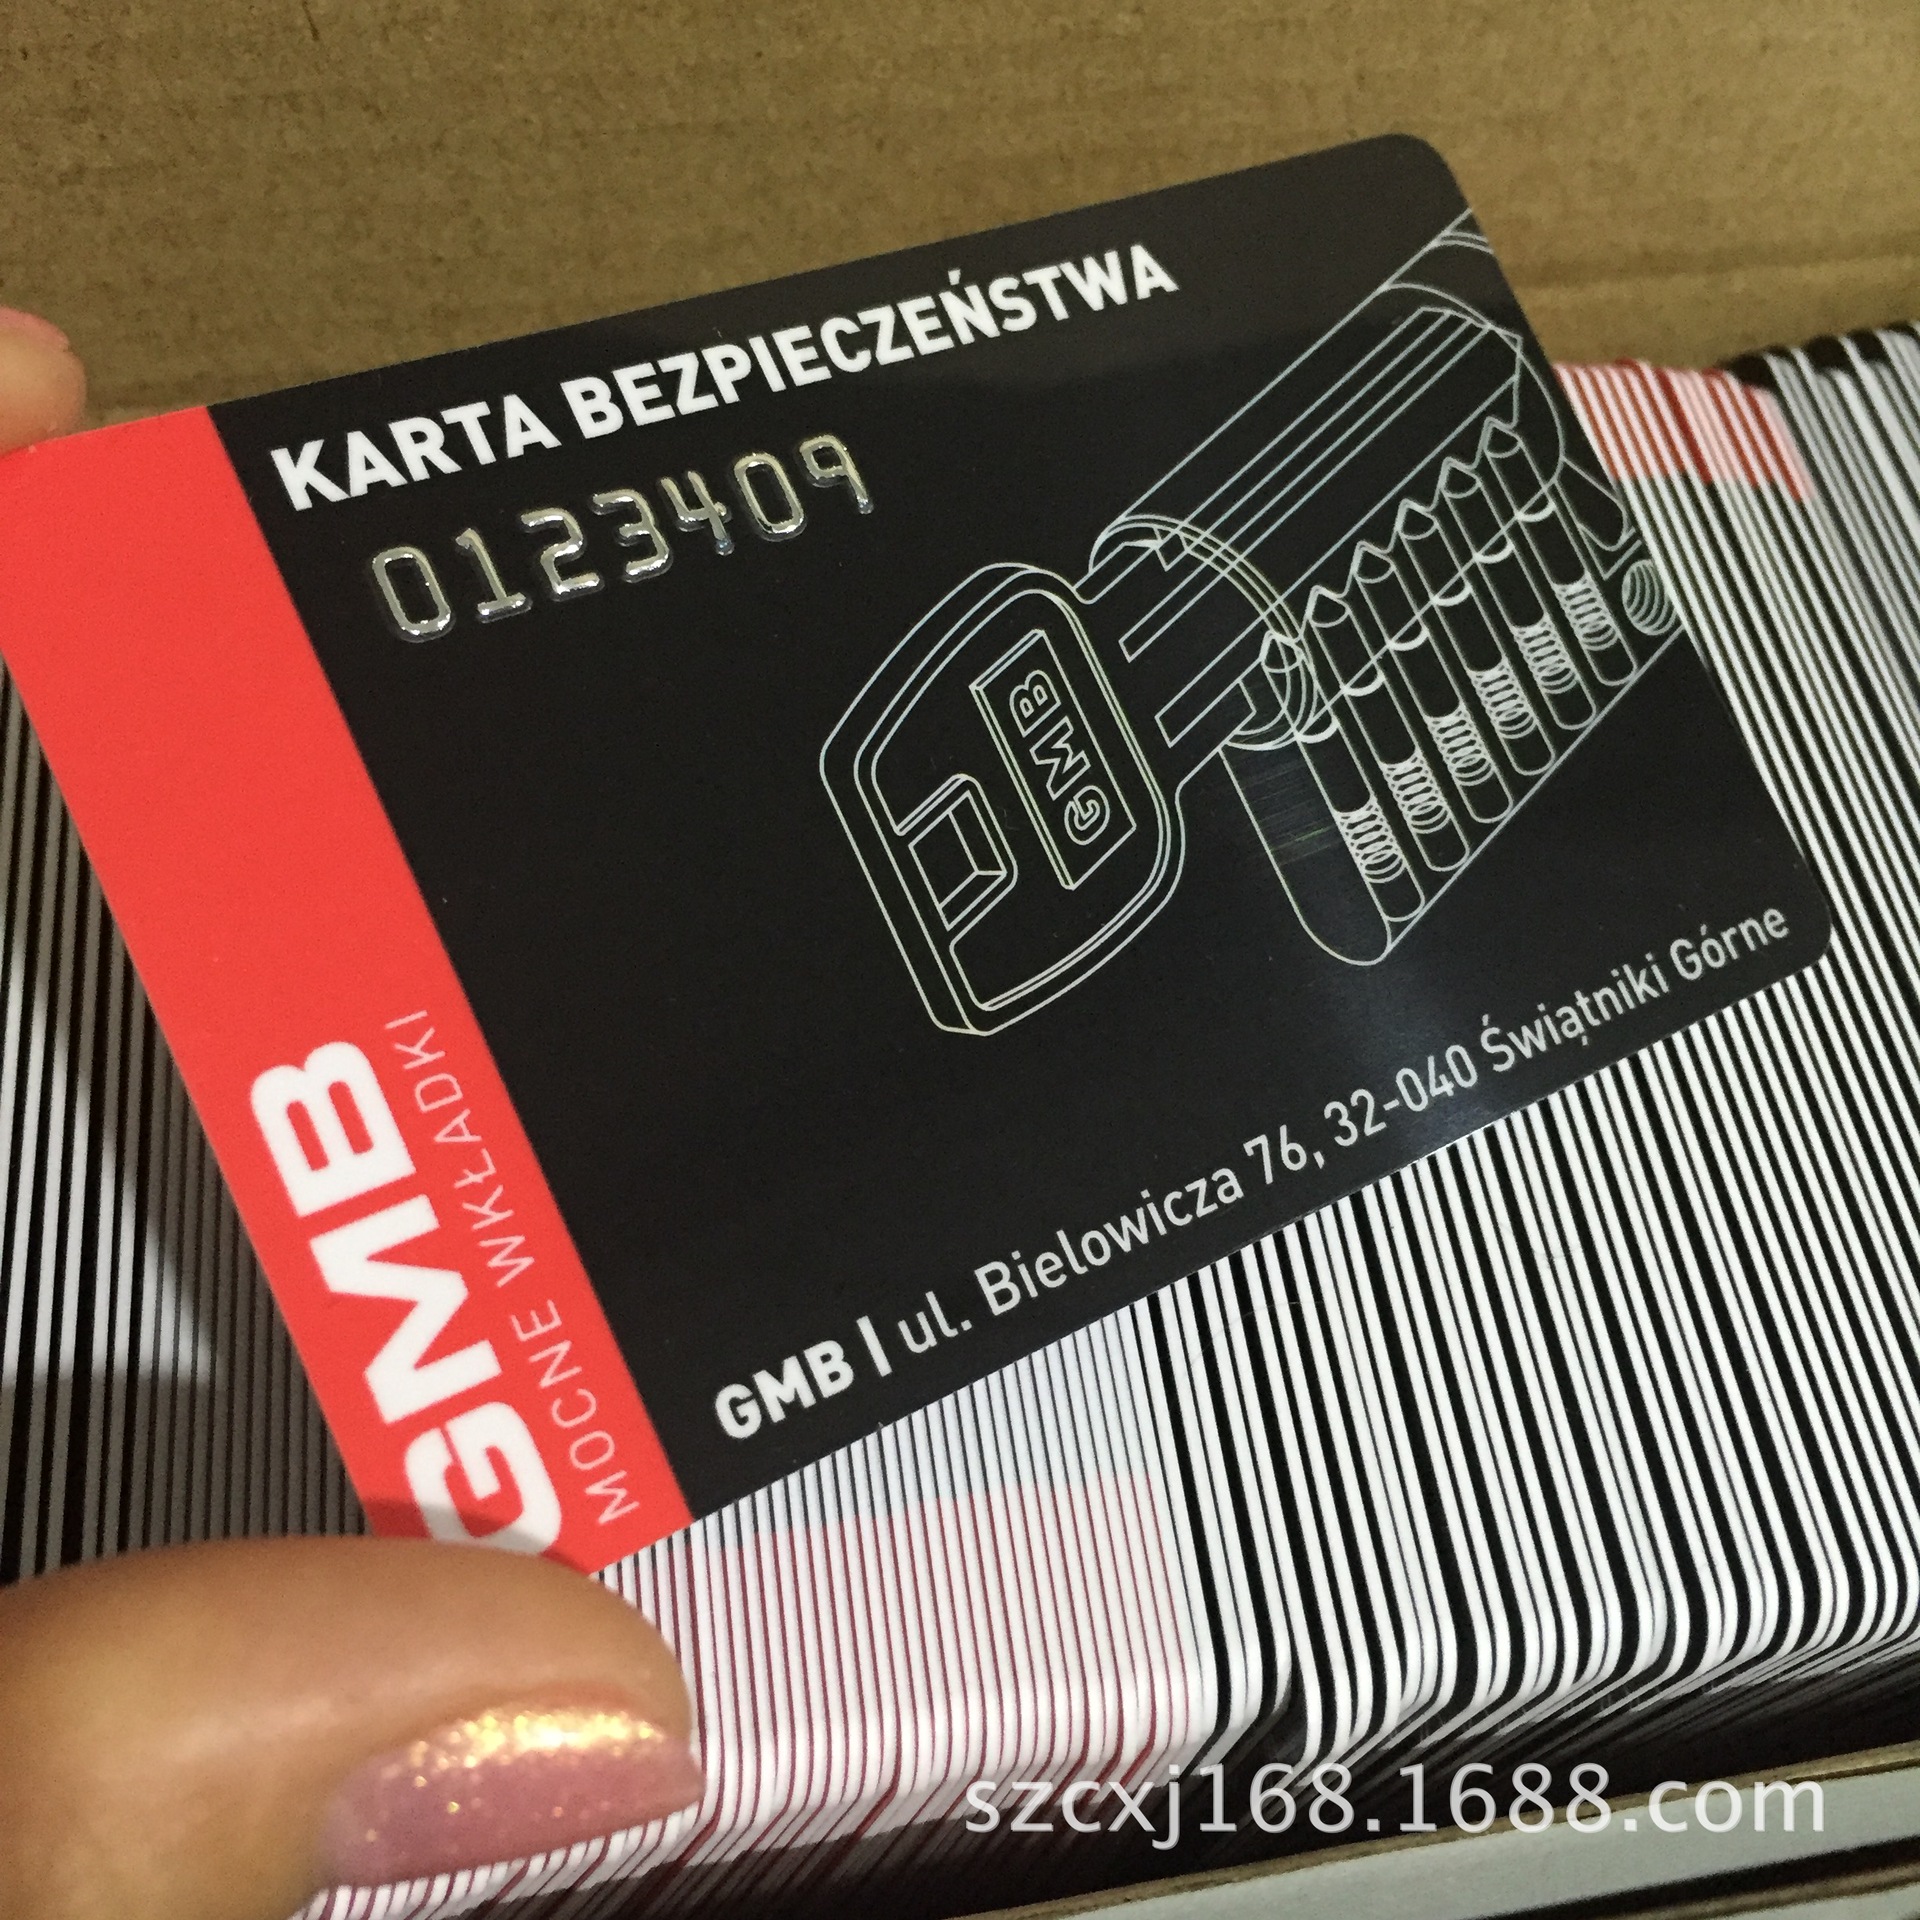 KARTA BEZPIECZEŃSTWA
0123409
GMB
GMB
MOCNE WKŁADKI
GMB | ul. Bielowicza 76, 32-040 Świątniki Górne
szcxj168.1688.com